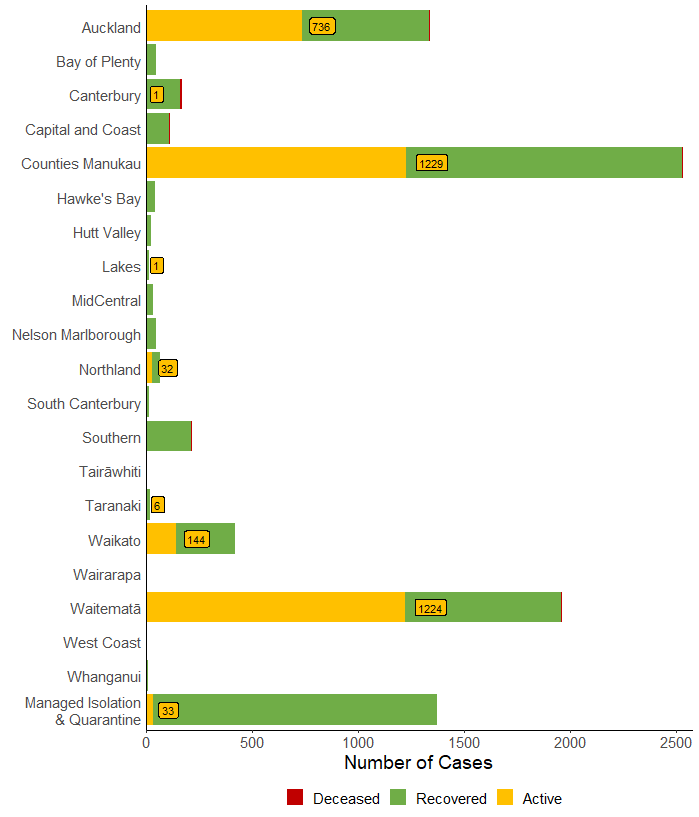 Auckland 736
Bay of Plenty
Canterbury 1
Capital and Coast
Counties Manukau 1229
Hawke's Bay
Hutt Valley
Lakes 1
MidCentral
Nelson Marlborough
Northland 32
South Canterbury
Southern
Tairāwhiti
Taranaki 6
Waikato 144
Wairarapa
Waitematā 1224
West Coast
Whanganui
Managed Isolation
& Quarantine 33
0 500 1000 1500 2000 2500
Number of Cases
Deceased Recovered Active